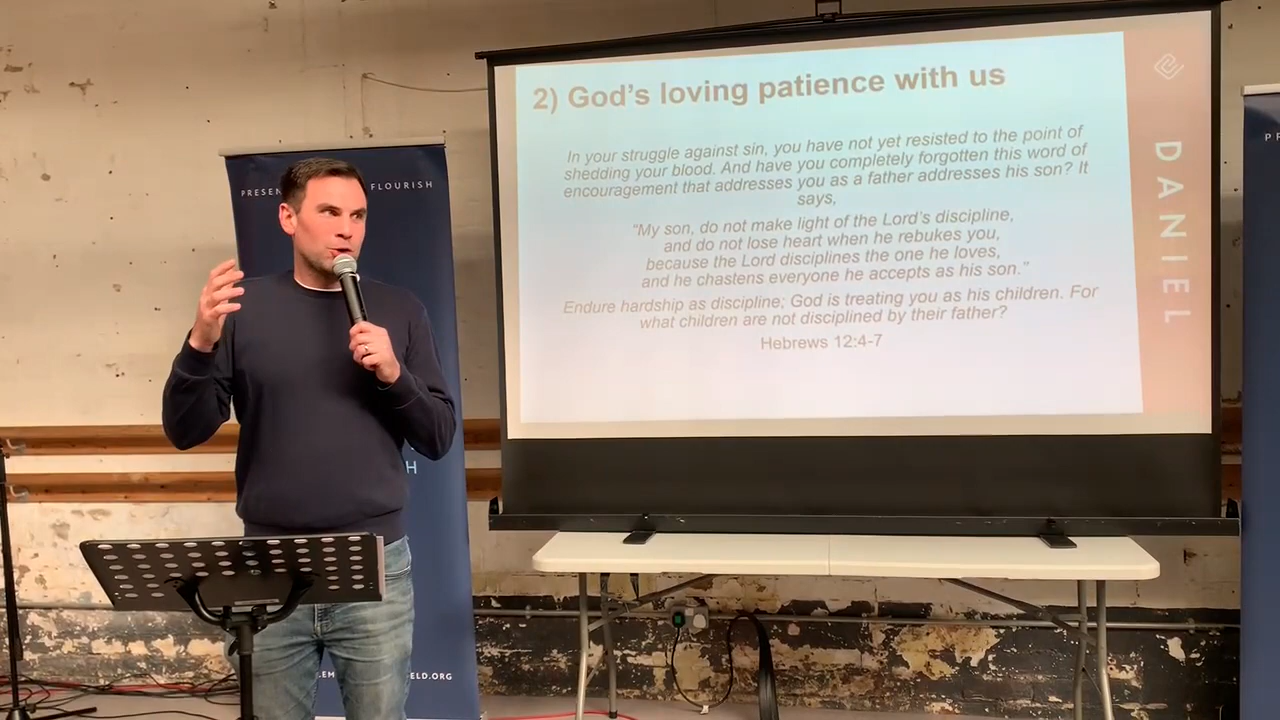 2) God's loving patience with us
In your struggle against sin, you have not yet resisted to the point of
shedding your blood. And have you completely forgotten this word of
encouragement that addresses you as a father addresses his son? It
says,
"My son, do not make light of the Lord's discipline,
and do not lose heart when he rebukes you,
because the Lord disciplines the one he loves,
and he chastens everyone he accepts as his son."
Endure hardship as discipline; God is treating you as his children. For
what children are not disciplined by their father?
Hebrews 12:4-7
DANIEL
PRESEN
FLOURISH
H
ELD.ORG